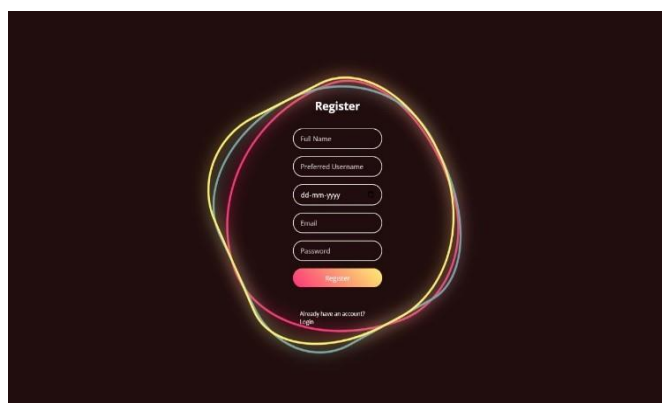 Register
Full Name
Preferred Username
dd-mm-yyyy
Email
Password
Register
Already have an account?
Login